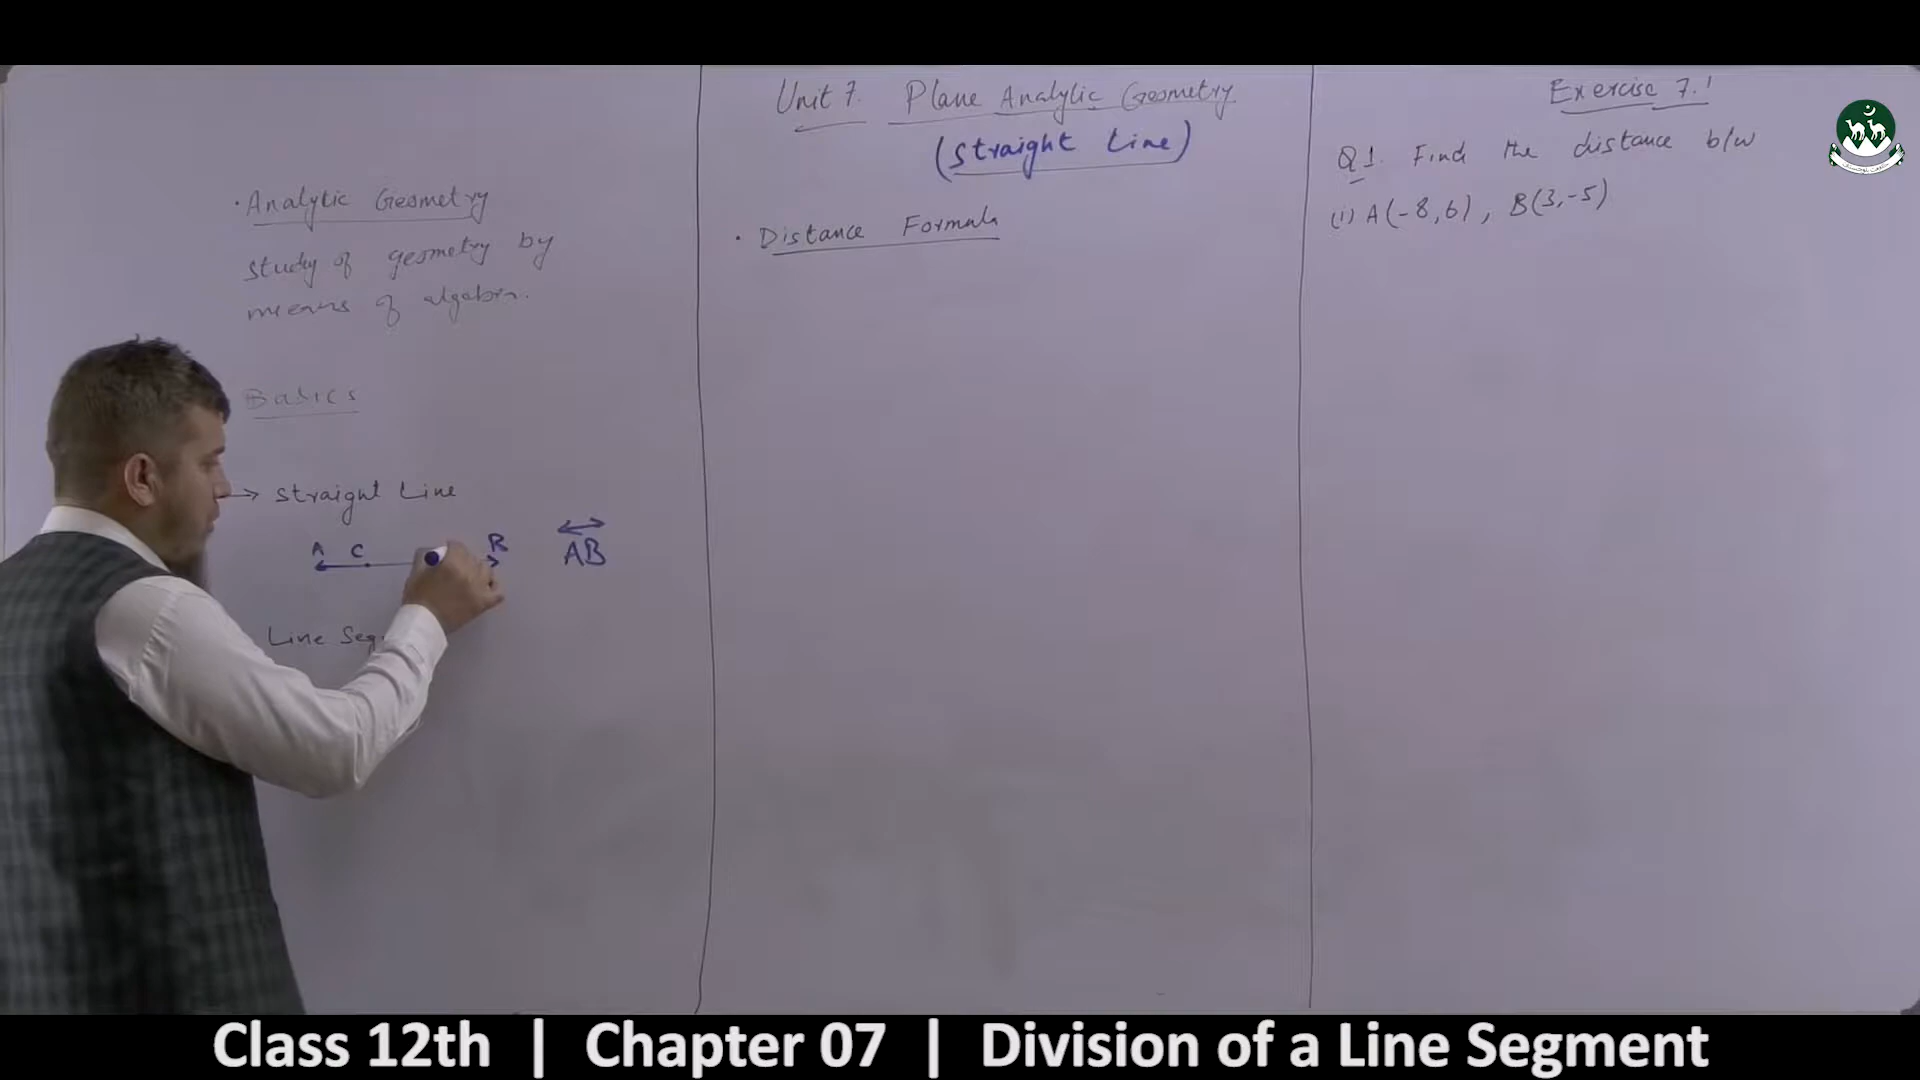 Unit 7. Plane Analytic Geometry
(Straight Line)
• Analytic Geometry
study of geometry by
means of algebra.
Basics
→ Straight Line
A C B
AB
Line Seg
• Distance Formula
Exercise 7.1
Q1. Find the distance b/w
(i) A(-8,6), B(3,-5)
Class 12th | Chapter 07 | Division of a Line Segment